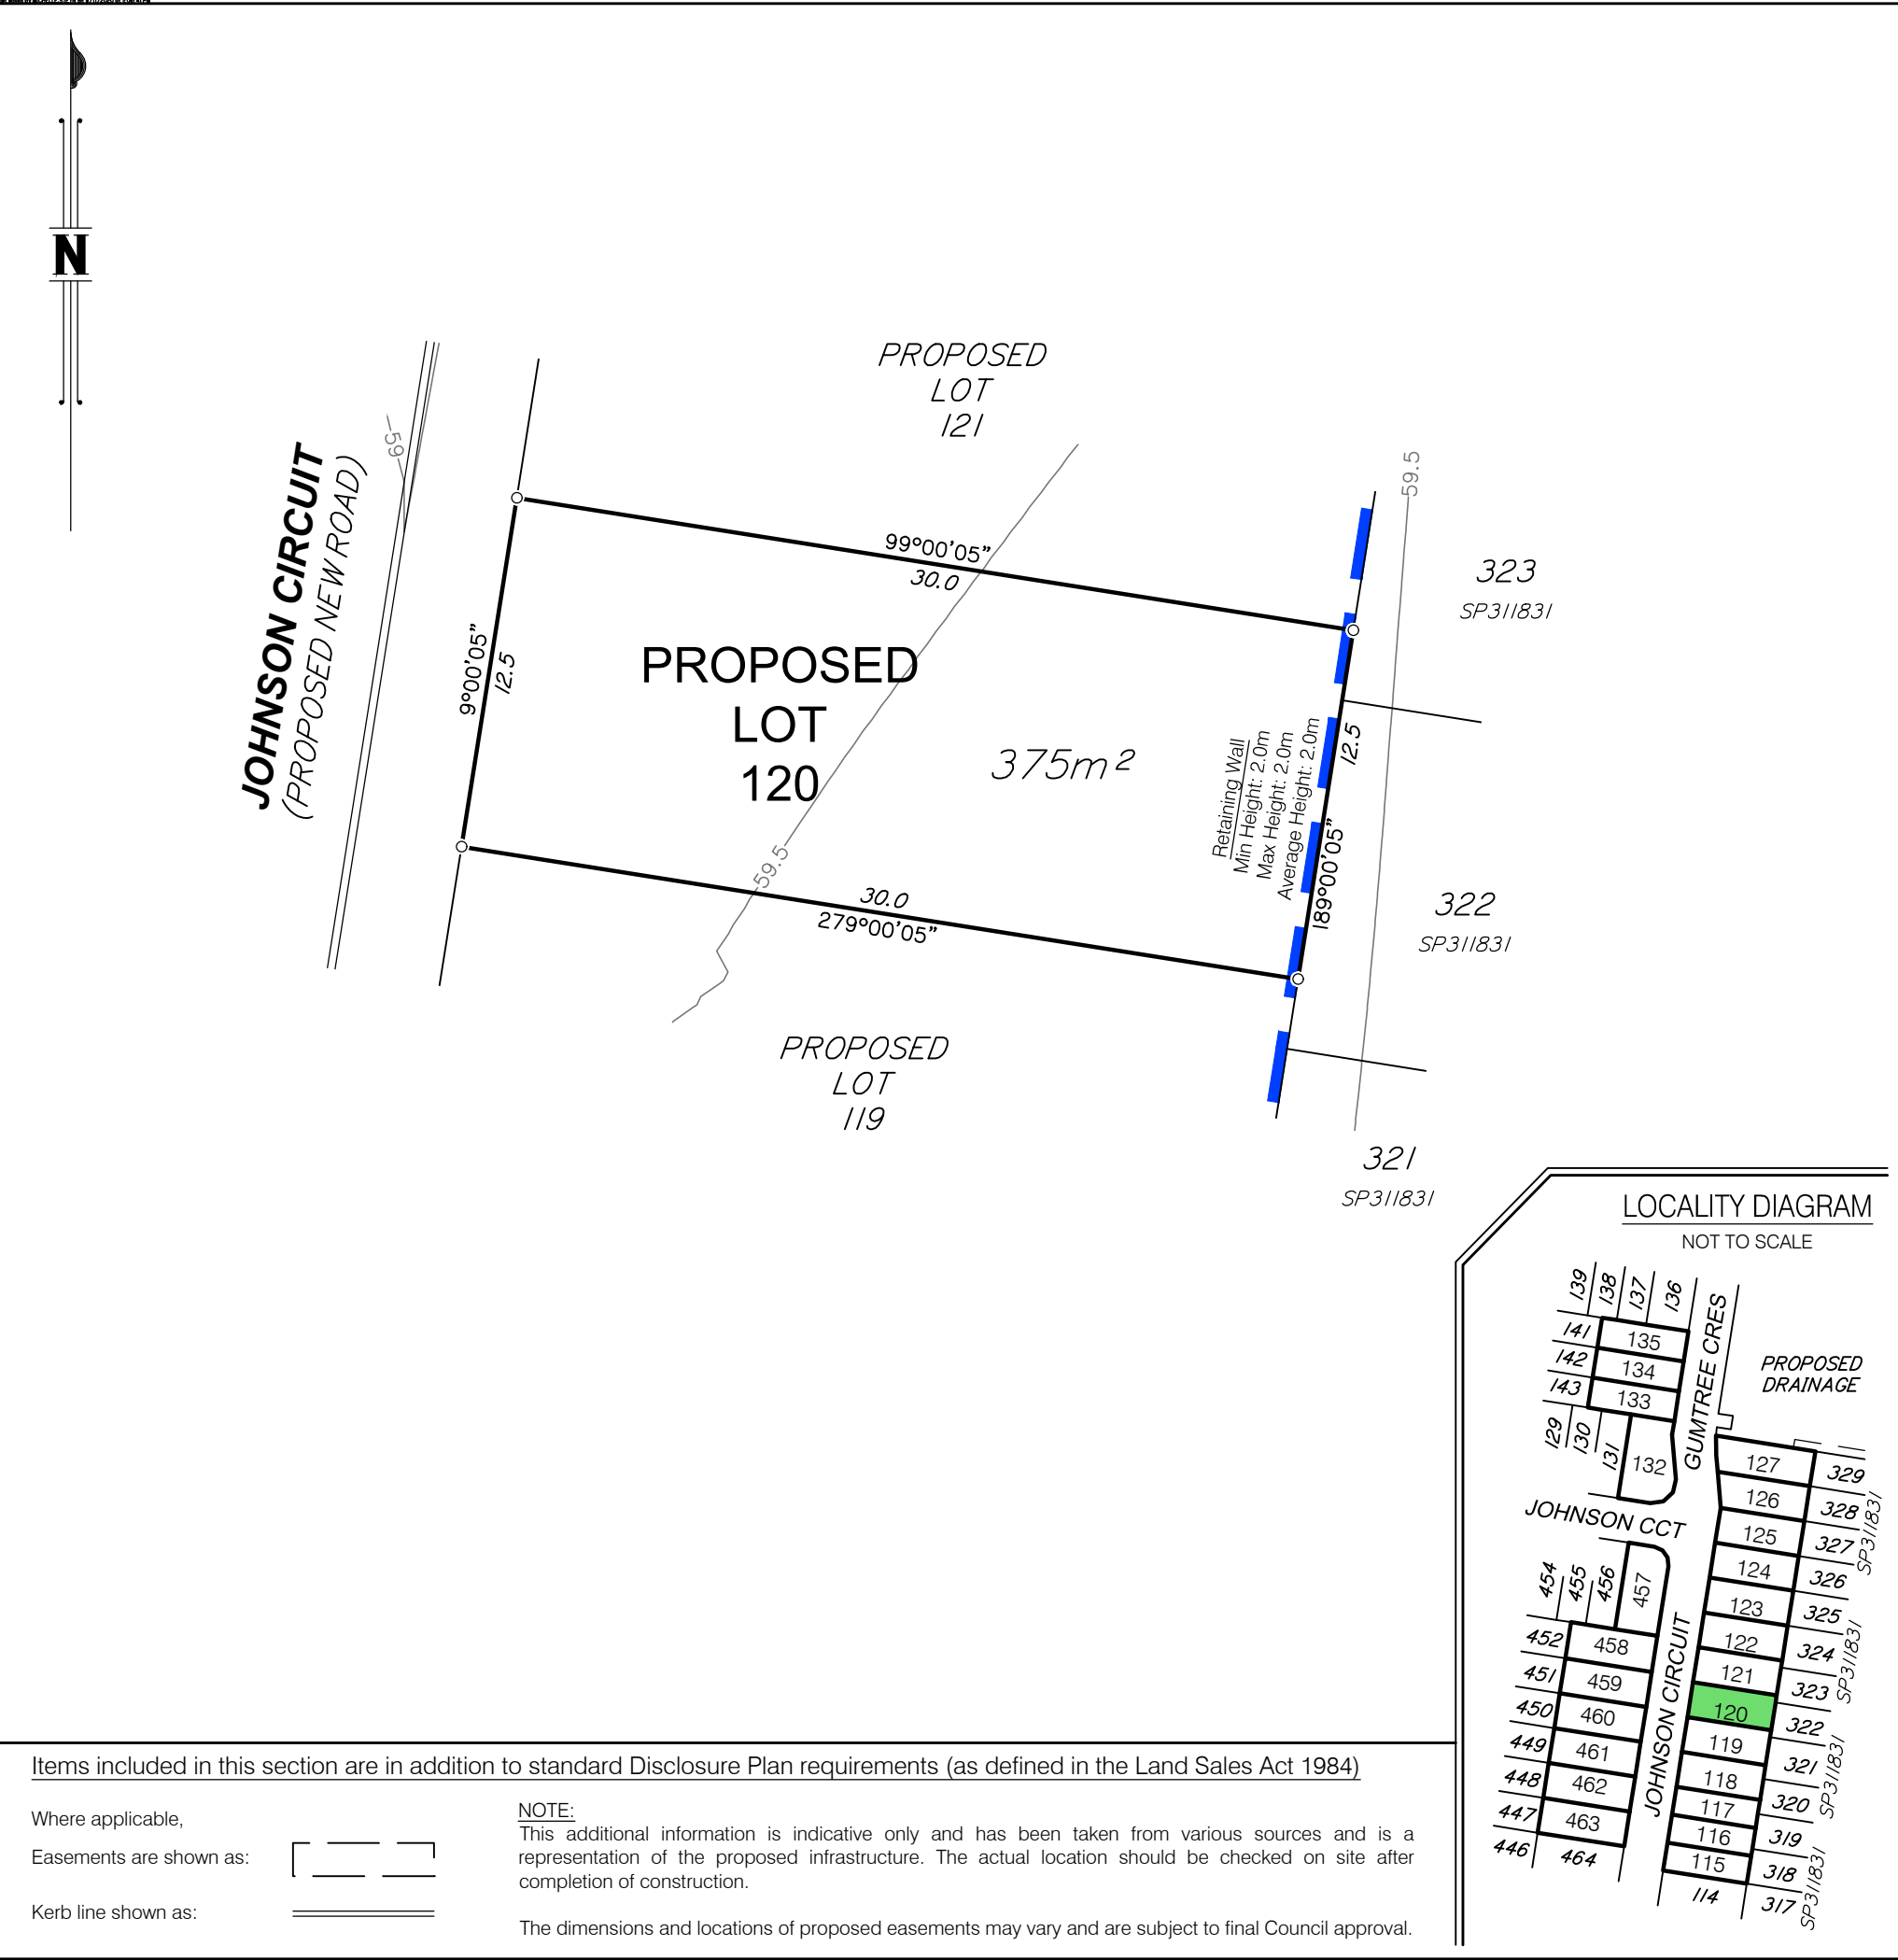 N
JOHNSON CIRCUIT
(PROPOSED NEW ROAD)
59
PROPOSED
LOT
121
99°00'05"
30.0
9°00'05"
12.5
PROPOSED
LOT
120
375m²
59.5
Retaining Wall
Min Height: 2.0m
Max Height: 2.0m
Average Height: 2.0m
12.5
189°00'05"
59.5
323
SP311831
322
SP311831
30.0
279°00'05"
PROPOSED
LOT
119
321
SP311831
LOCALITY DIAGRAM
NOT TO SCALE
139
138
137
136
GUMTREE CRES
141
135
142
134
143
133
PROPOSED
DRAINAGE
129
130
131
132
127
329
126
328
JOHNSON CCT
125
327
SP311831
124
326
454
455
456
457
123
325
452
458
122
324
SP311831
451
459
121
323
JOHNSON CIRCUIT
450
460
120
322
449
461
119
321
448
462
118
320
SP311831
447
463
117
319
116
446
464
115
318
114
317
SP311831
Items included in this section are in addition to standard Disclosure Plan requirements (as defined in the Land Sales Act 1984)
Where applicable,
Easements are shown as:
Kerb line shown as:
NOTE:
This additional information is indicative only and has been taken from various sources and is a
representation of the proposed infrastructure. The actual location should be checked on site after
completion of construction.
The dimensions and locations of proposed easements may vary and are subject to final Council approval.